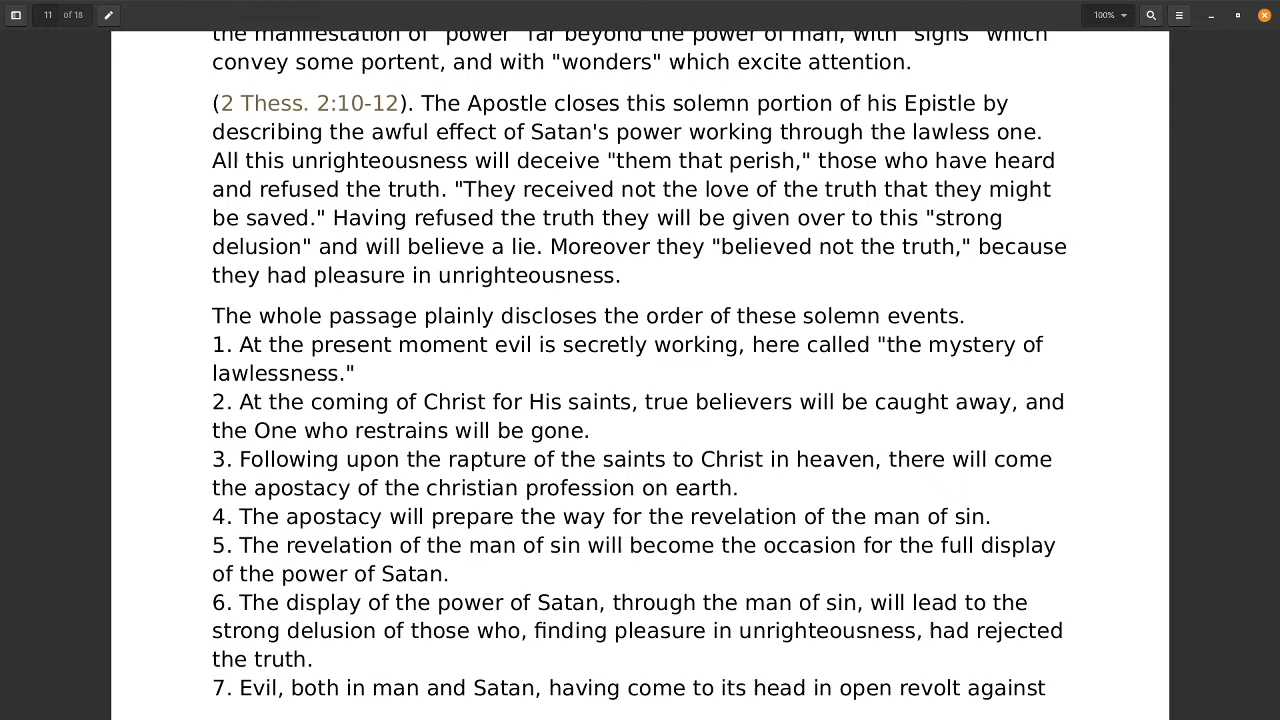 11 of 18
100%
the manifestation of "power" far beyond the power of man, with "signs" which
convey some portent, and with "wonders" which excite attention.
(2 Thess. 2:10-12). The Apostle closes this solemn portion of his Epistle by
describing the awful effect of Satan's power working through the lawless one.
All this unrighteousness will deceive "them that perish," those who have heard
and refused the truth. "They received not the love of the truth that they might
be saved." Having refused the truth they will be given over to this "strong
delusion" and will believe a lie. Moreover they "believed not the truth," because
they had pleasure in unrighteousness.
The whole passage plainly discloses the order of these solemn events.
1. At the present moment evil is secretly working, here called "the mystery of
lawlessness."
2. At the coming of Christ for His saints, true believers will be caught away, and
the One who restrains will be gone.
3. Following upon the rapture of the saints to Christ in heaven, there will come
the apostacy of the christian profession on earth.
4. The apostacy will prepare the way for the revelation of the man of sin.
5. The revelation of the man of sin will become the occasion for the full display
of the power of Satan.
6. The display of the power of Satan, through the man of sin, will lead to the
strong delusion of those who, finding pleasure in unrighteousness, had rejected
the truth.
7. Evil, both in man and Satan, having come to its head in open revolt against